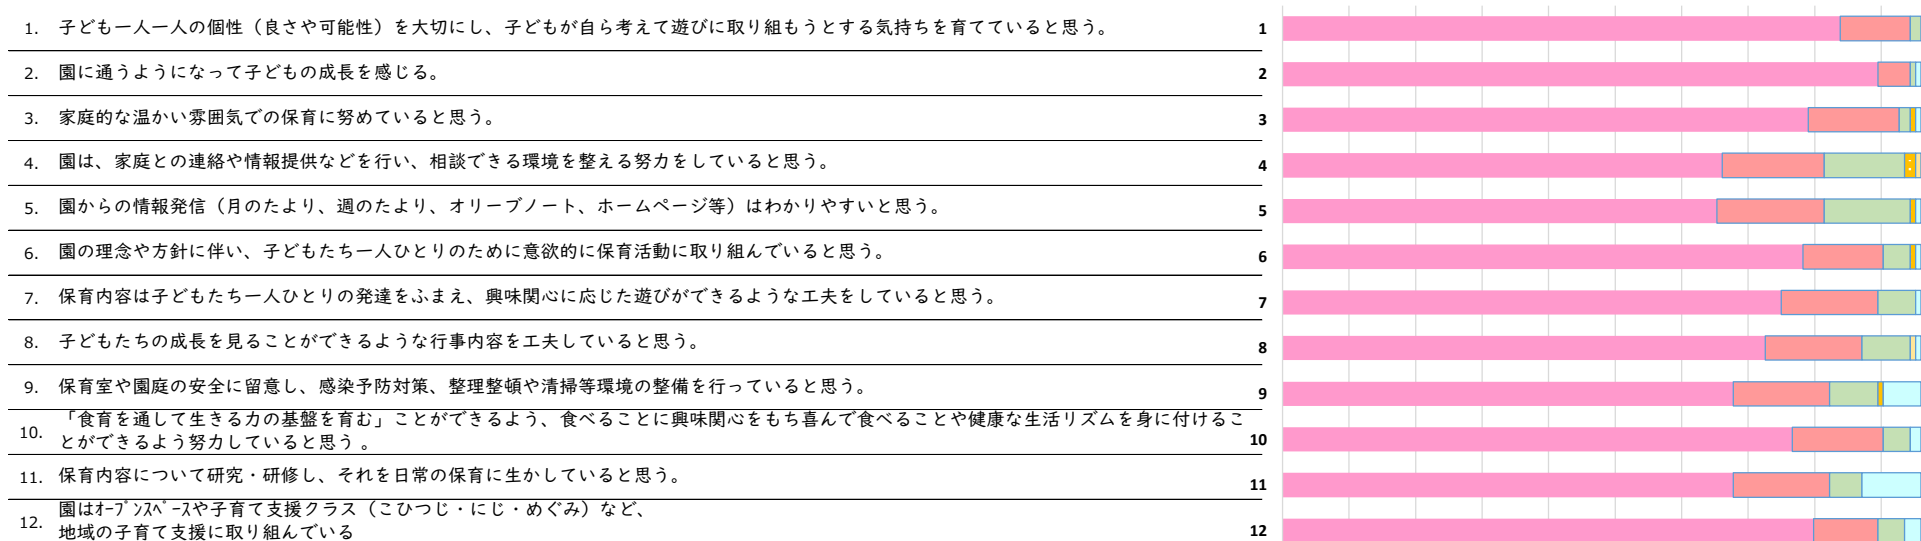 1. 子ども一人一人の個性（良さや可能性）を大切にし、子どもが自ら考えて遊びに取り組もうとする気持ちを育てていると思う。 1
2. 園に通うようになって子どもの成長を感じる。 2
3. 家庭的な温かい雰囲気での保育に努めていると思う。 3
4. 園は、家庭との連絡や情報提供などを行い、相談できる環境を整える努力をしていると思う。 4
5. 園からの情報発信（月のたより、週のたより、オリーブノート、ホームページ等）はわかりやすいと思う。 5
6. 園の理念や方針に伴い、子どもたち一人ひとりのために意欲的に保育活動に取り組んでいると思う。 6
7. 保育内容は子どもたち一人ひとりの発達をふまえ、興味関心に応じた遊びができるような工夫をしていると思う。 7
8. 子どもたちの成長を見ることができるような行事内容を工夫していると思う。 8
9. 保育室や園庭の安全に留意し、感染予防対策、整理整頓や清掃等環境の整備を行っていると思う。 9
10. 「食育を通して生きる力の基盤を育む」ことができるよう、食べることに興味関心をもち喜んで食べることや健康な生活リズムを身に付けるこ
とができるよう努力していると思う。 10
11. 保育内容について研究・研修し、それを日常の保育に生かしていると思う。 11
12. 園はｵｰﾌﾟﾝｽﾍﾟｰｽや子育て支援クラス（こひつじ・にじ・めぐみ）など、
地域の子育て支援に取り組んでいる 12